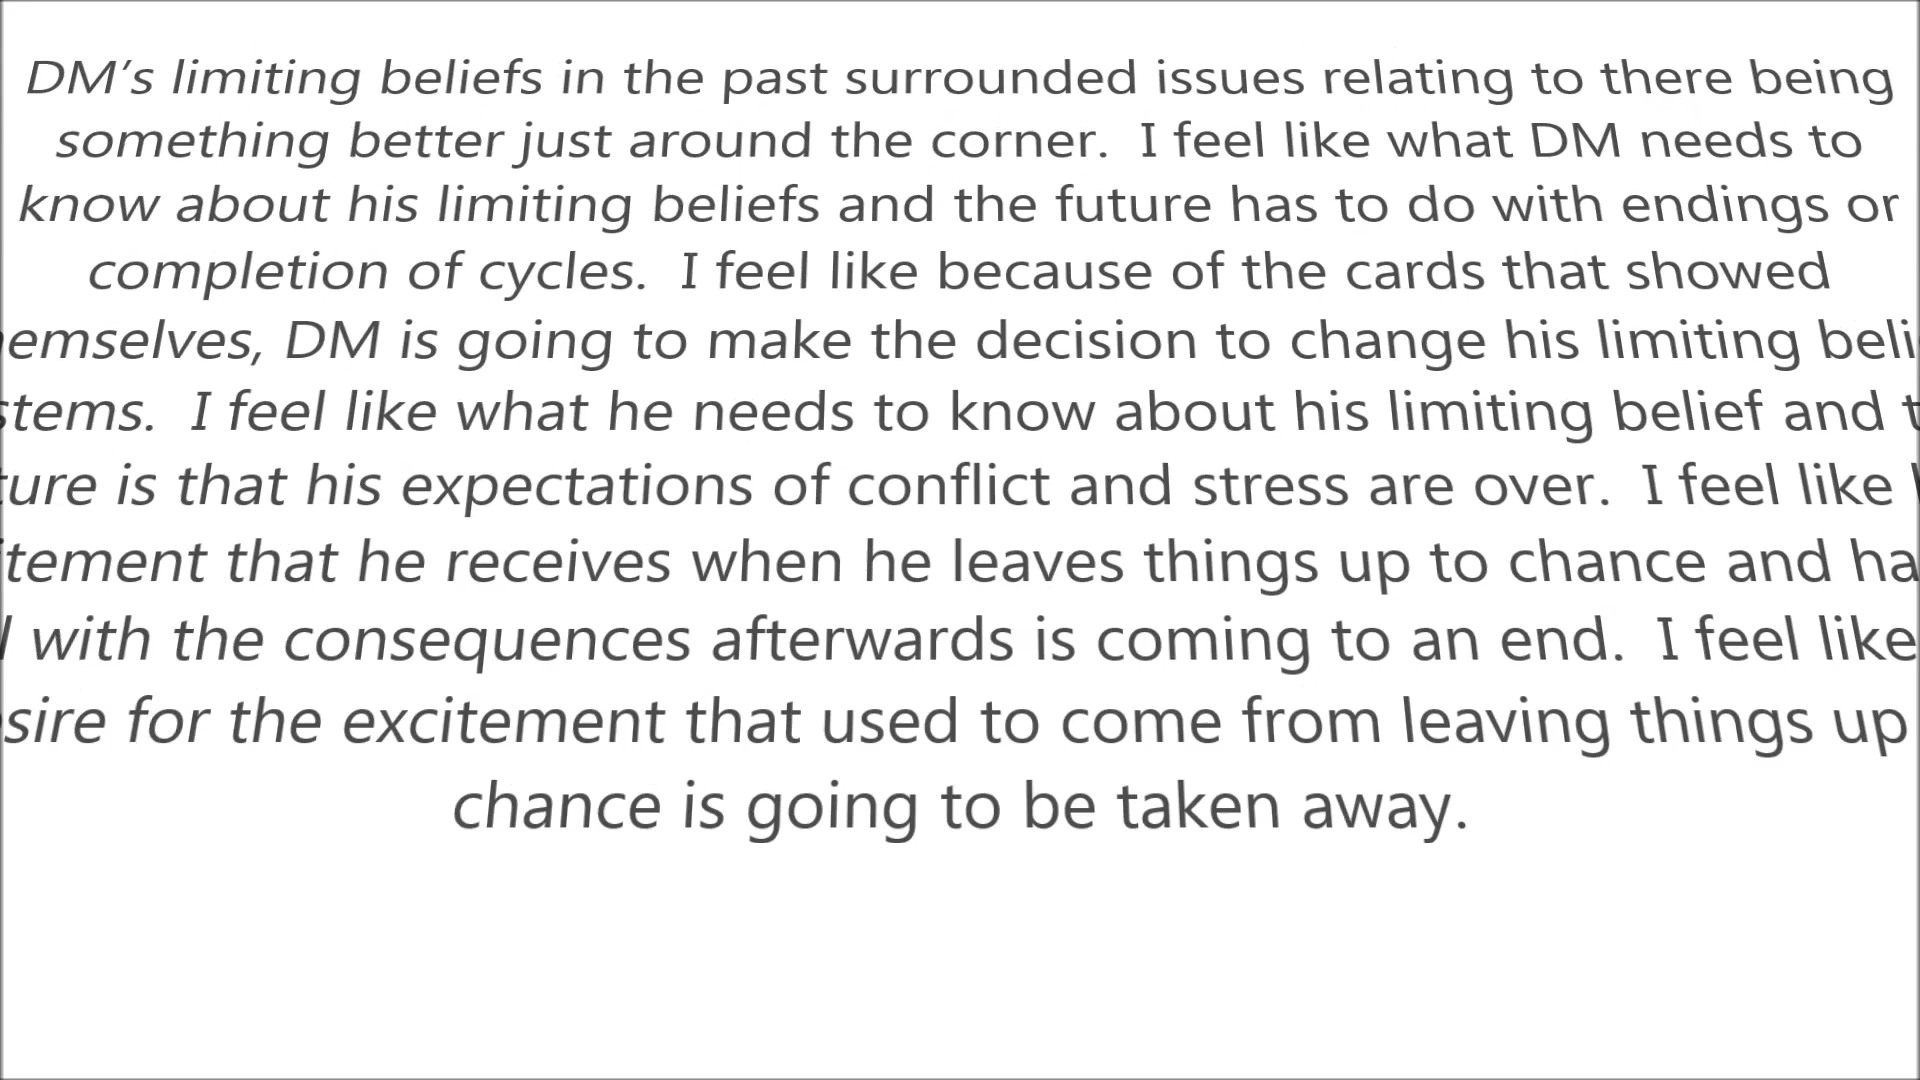 DM's limiting beliefs in the past surrounded issues relating to there being
something better just around the corner.  I feel like what DM needs to
know about his limiting beliefs and the future has to do with endings or
completion of cycles.  I feel like because of the cards that showed
emselves, DM is going to make the decision to change his limiting beli
stems.  I feel like what he needs to know about his limiting belief and t
ture is that his expectations of conflict and stress are over.  I feel like
itement that he receives when he leaves things up to chance and ha
with the consequences afterwards is coming to an end.  I feel like
sire for the excitement that used to come from leaving things up
chance is going to be taken away.